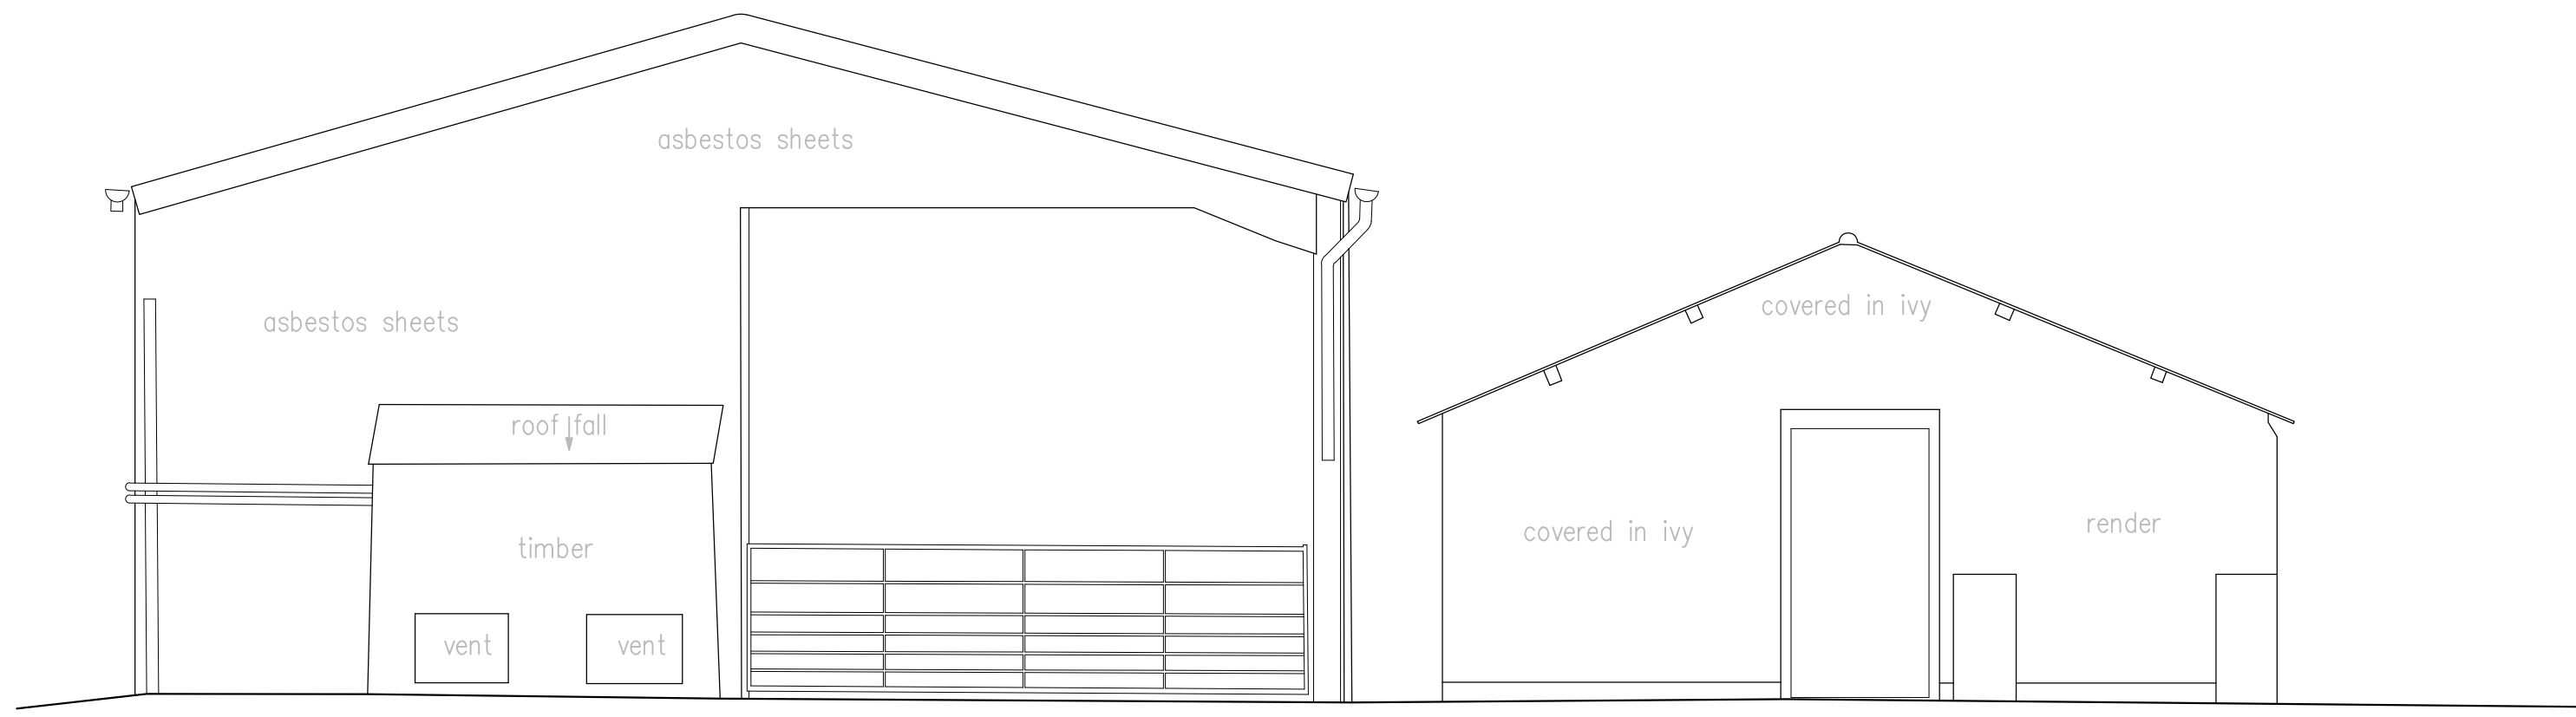 asbestos sheets
asbestos sheets
roof fall
timber
vent
vent
covered in ivy
covered in ivy
render